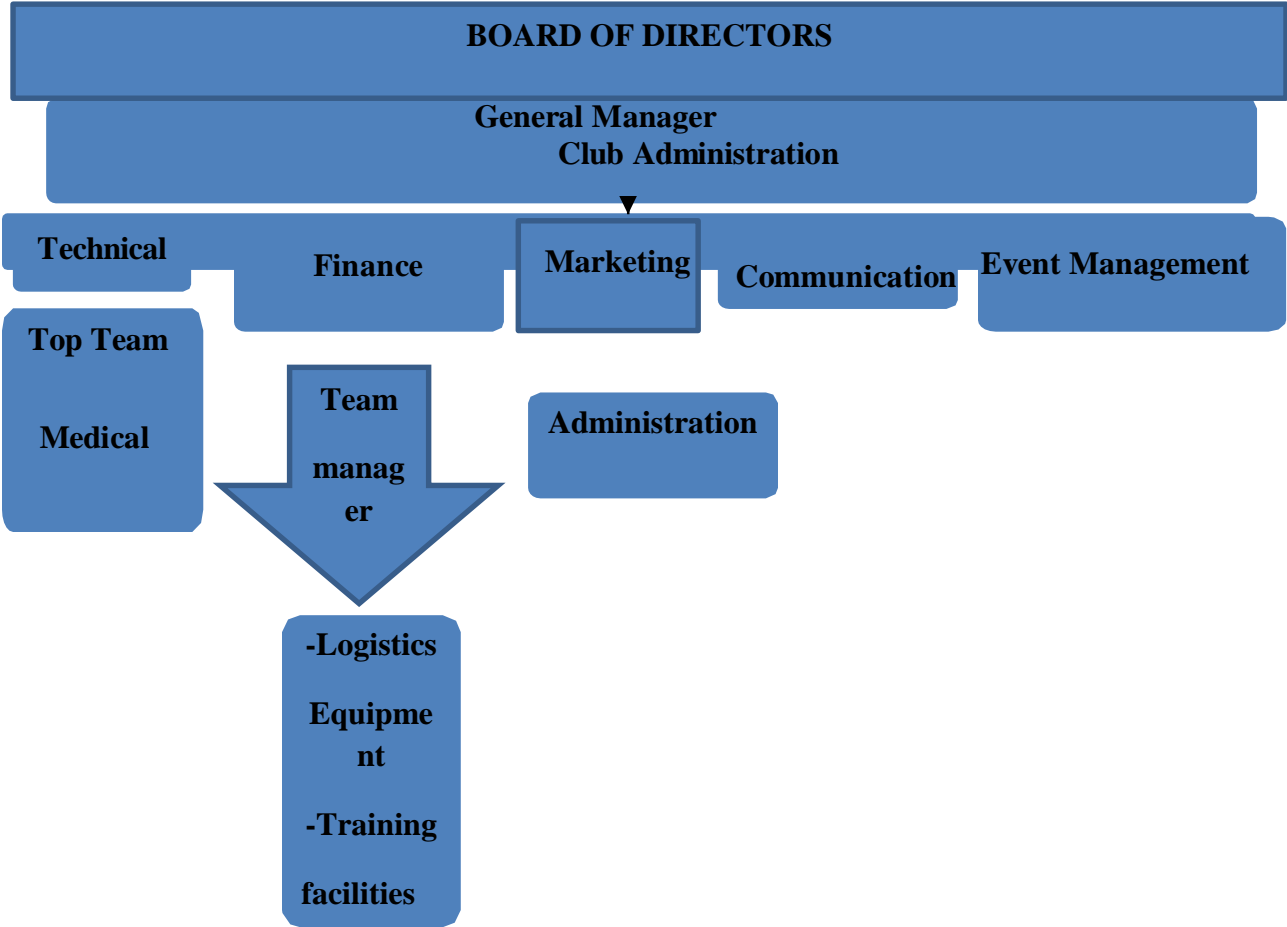 BOARD OF DIRECTORS
General Manager
Club Administration
Technical
Finance
Marketing
Communication
Event Management
Top Team
Medical
Team
manag
er
Administration
-Logistics
Equipme
nt
-Training
facilities